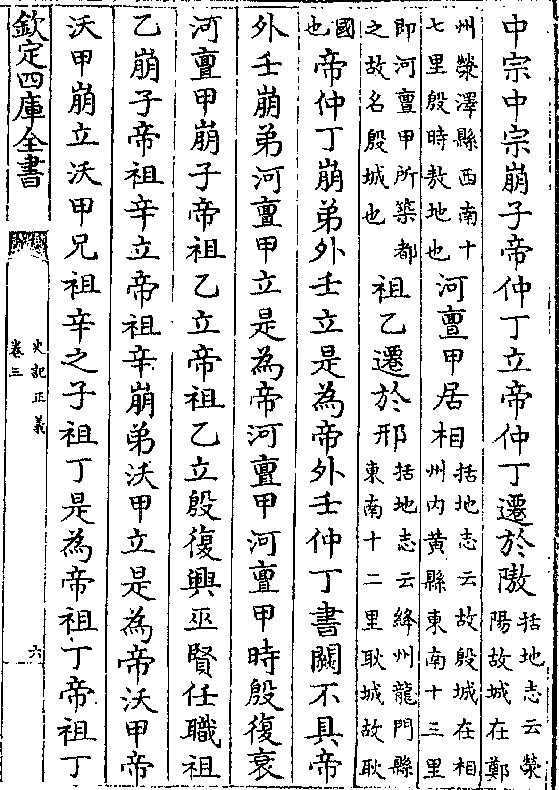 中宗中宗崩子帝仲丁立帝仲丁遷於隞括地志云滎陽故城在鄭
州滎澤縣西南十七里殷時敖地也河亶甲居相括地志云故殷城在相州内黄縣東南十三里
即河亶甲所築都之故名殷城也祖乙遷於邢括地志云絳州龍門縣東南十二里耿城故耿
國也帝仲丁崩弟外壬立是為帝外壬仲丁書闕不具帝
外壬崩弟河亶甲立是為帝河亶甲河亶甲時殷復衰
河亶甲崩子帝祖乙立帝祖乙立殷復興巫賢任職祖
乙崩子帝祖辛立帝祖辛崩弟沃甲立是為帝沃甲帝
沃甲崩立沃甲兄祖辛之子祖丁是為帝祖丁帝祖丁
欽定四庫全書
史記正義
卷三
六